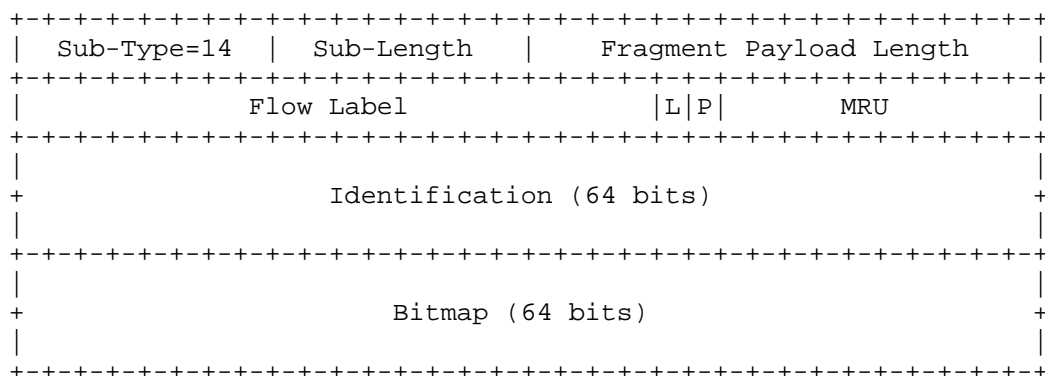 +-+-+-+-+-+-+-+-+-+-+-+-+-+-+-+-+-+-+-+-+-+-+-+-+-+-+-+-+-+-+-+-+
|  Sub-Type=14  |  Sub-Length   |    Fragment Payload Length    |
+-+-+-+-+-+-+-+-+-+-+-+-+-+-+-+-+-+-+-+-+-+-+-+-+-+-+-+-+-+-+-+-+
|              Flow Label               |L|P|       MRU         |
+-+-+-+-+-+-+-+-+-+-+-+-+-+-+-+-+-+-+-+-+-+-+-+-+-+-+-+-+-+-+-+-+
|                                                               |
+                   Identification (64 bits)                    +
|                                                               |
+-+-+-+-+-+-+-+-+-+-+-+-+-+-+-+-+-+-+-+-+-+-+-+-+-+-+-+-+-+-+-+-+
|                                                               |
+                       Bitmap (64 bits)                        +
|                                                               |
+-+-+-+-+-+-+-+-+-+-+-+-+-+-+-+-+-+-+-+-+-+-+-+-+-+-+-+-+-+-+-+-+